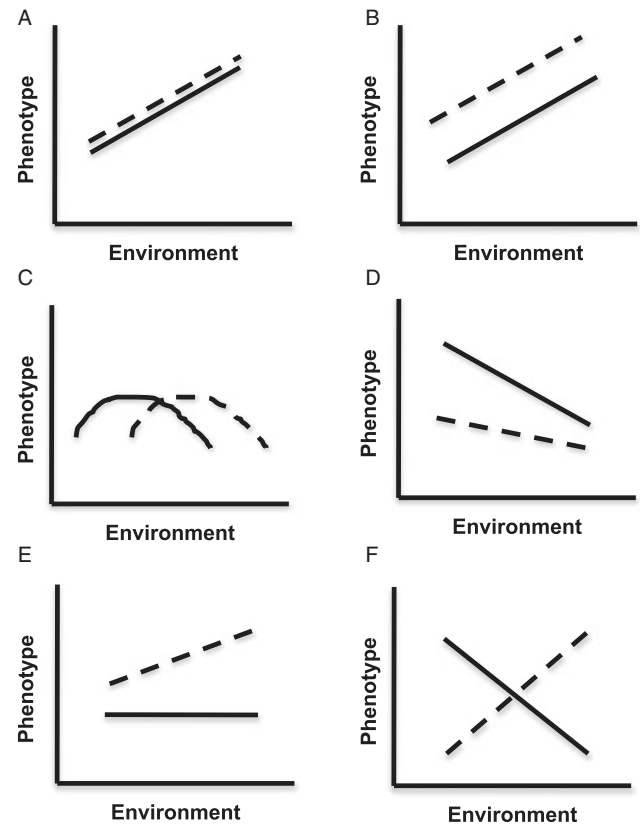 A
Phenotype
Environment
B
Phenotype
Environment
C
Phenotype
Environment
D
Phenotype
Environment
E
Phenotype
Environment
F
Phenotype
Environment